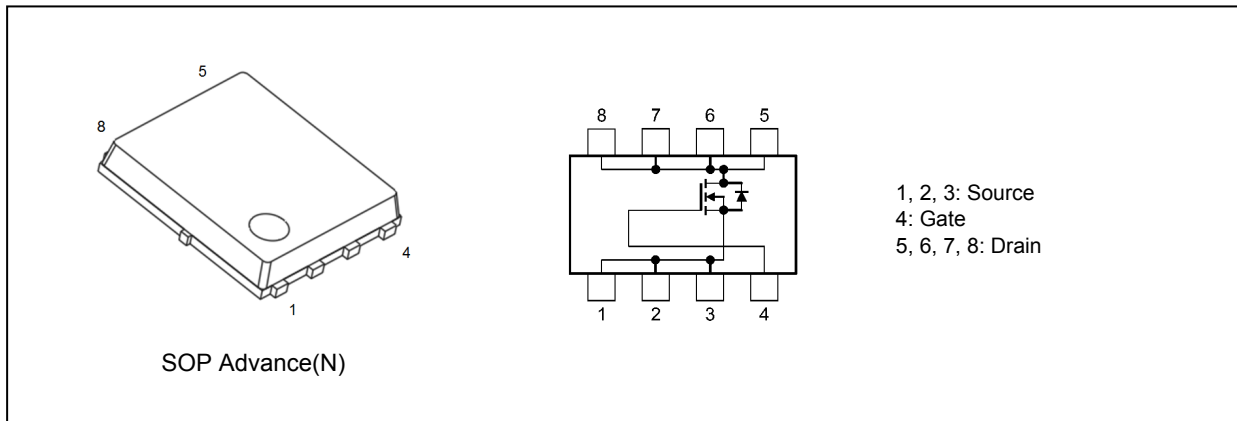 5
8
4
1
SOP Advance(N)
8 7 6 5
1 2 3 4
1, 2, 3: Source
4: Gate
5, 6, 7, 8: Drain